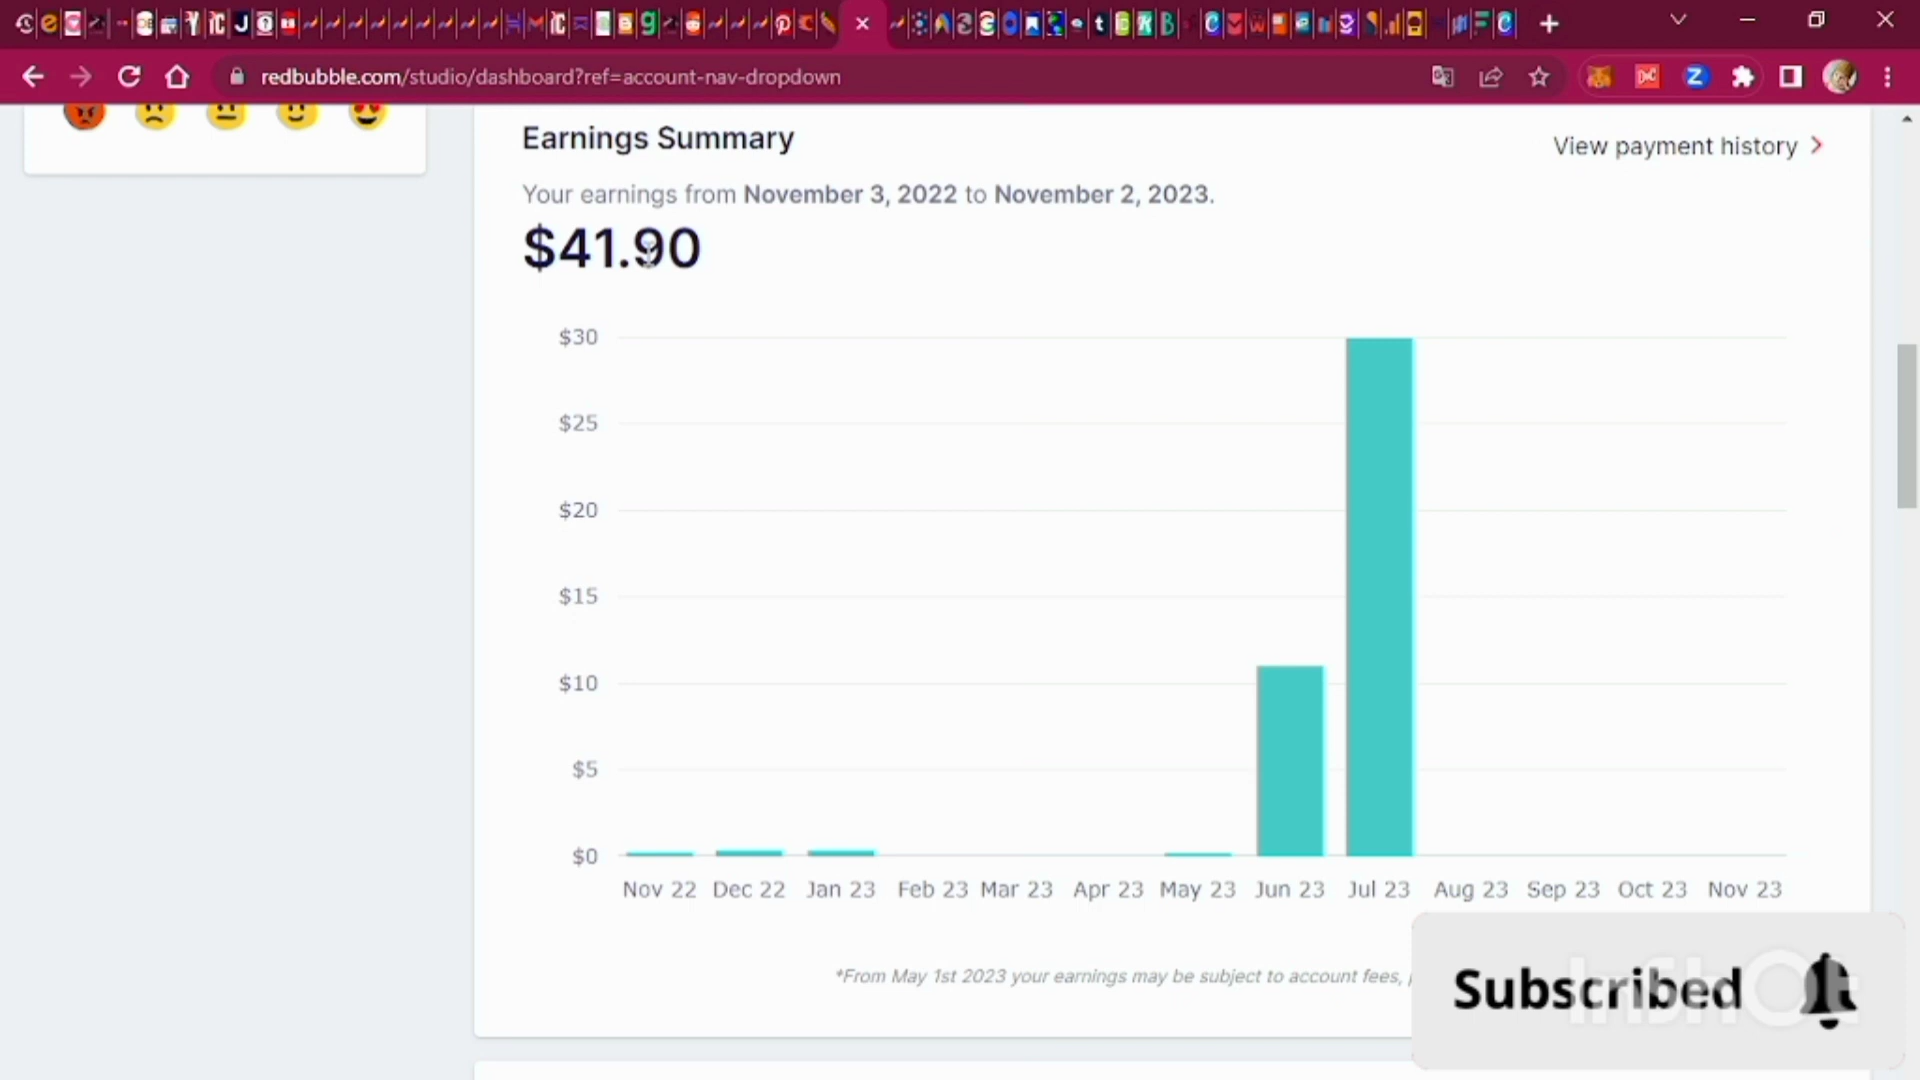 redbubble.com/studio/dashboard?ref=account-nav-dropdown
Earnings Summary
View payment history
Your earnings from November 3, 2022 to November 2, 2023.
$41.90
$30
$25
$20
$15
$10
$5
$0
Nov 22 Dec 22 Jan 23 Feb 23 Mar 23 Apr 23 May 23 Jun 23 Jul 23 Aug 23 Sep 23 Oct 23 Nov 23
*From May 1st 2023 your earnings may be subject to account fees,
Subscribed
InShOt